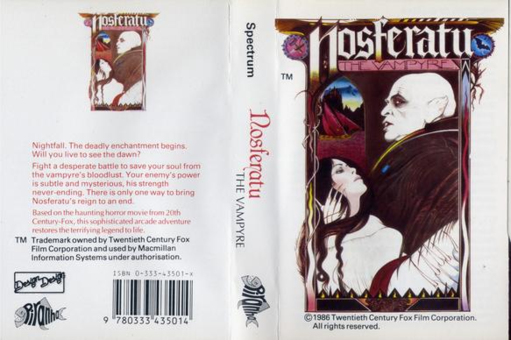 Nosferatu
THE VAMPYRE
Nightfall. The deadly enchantment begins.
Will you live to see the dawn?
Fight a desperate battle to save your soul from
the vampyre's bloodlust. Your enemy's power
is subtle and mysterious, his strength
never-ending. There is only one way to bring
Nosferatu's reign to an end.
Based on the haunting horror movie from 20th
Century-Fox, this sophisticated arcade adventure
restores the terrifying legend to life.
TM Trademark owned by Twentieth Century Fox
Film Corporation and used by Macmillan
Information Systems under authorisation.
Design Design
Piranha
ISBN 0-333-43501-X
9 780333 435014
Spectrum
Nosferatu
THE VAMPYRE
Piranha
Nosferatu
THE VAMPYRE
TM
©1986 Twentieth Century Fox Film Corporation.
All rights reserved.